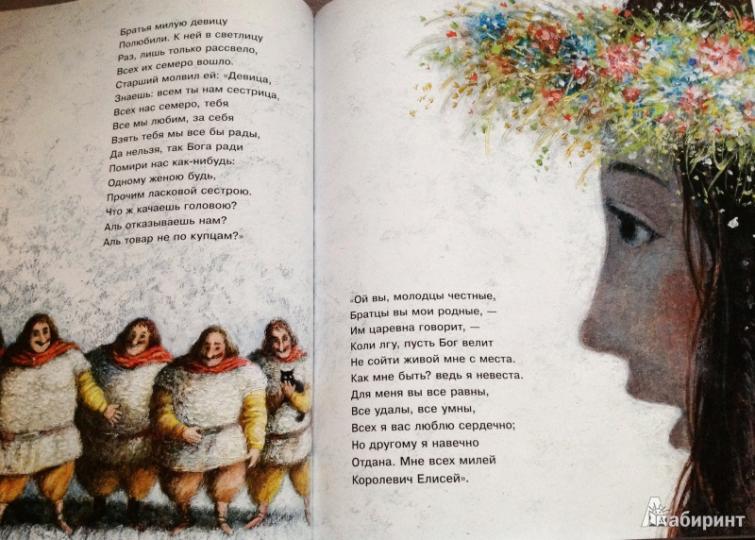 Братья милую девицу
Полюбили. К ней в светлицу
Раз, лишь только рассвело,
Всех их семеро вошло.
Старший молвил ей: «Девица,
Знаешь: всем ты нам сестрица,
Всех нас семеро, тебя
Все мы любим, за себя
Взять тебя мы все бы рады,
Да нельзя, так Бога ради
Помири нас как-нибудь:
Одному женою будь,
Прочим ласковой сестрою.
Что ж качаешь головою?
Аль отказываешь нам?
Аль товар не по купцам?»
«Ой вы, молодцы честные,
Братцы вы мои родные, —
Им царевна говорит, —
Коли лгу, пусть Бог велит
Не сойти живой мне с места.
Как мне быть? ведь я невеста.
Для меня вы все равны,
Все удалы, все умны,
Всех я вас люблю сердечно;
Но другому я навечно
Отдана. Мне всех милей
Королевич Елисей».
Лабиринт